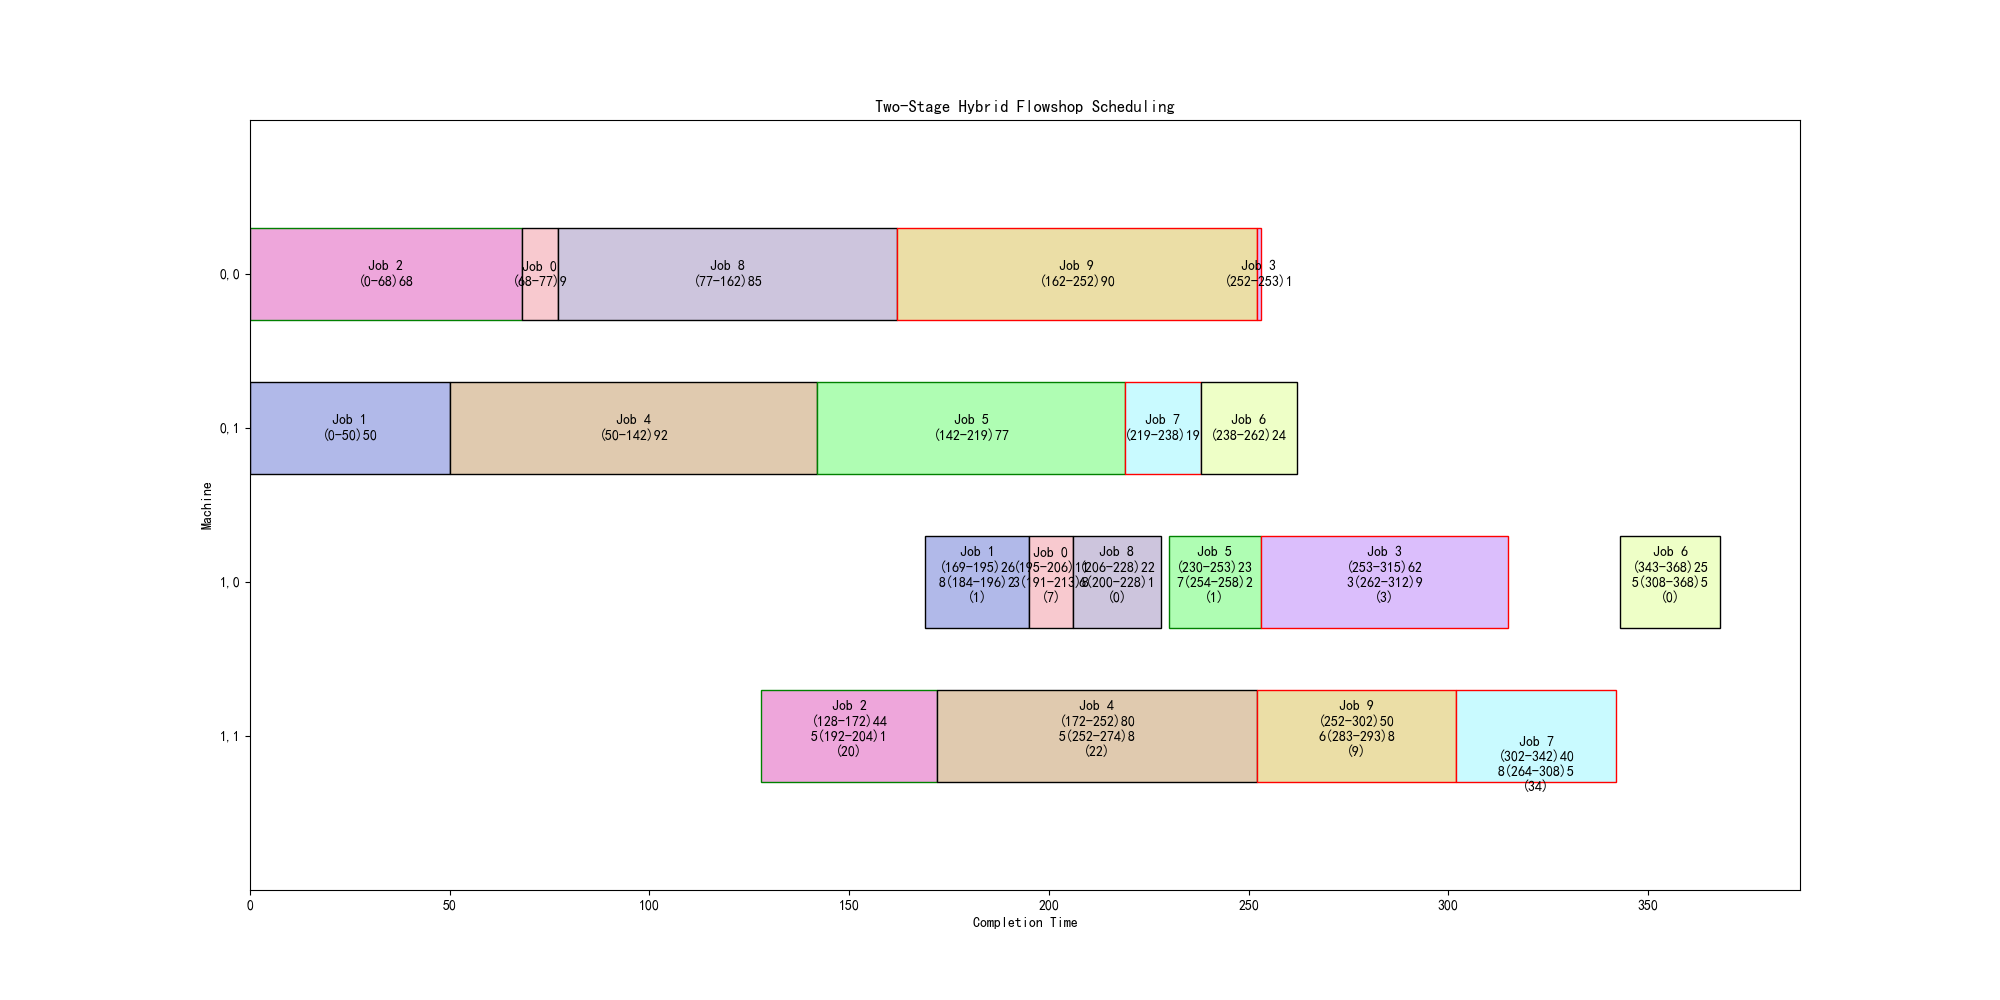 Two-Stage Hybrid Flowshop Scheduling
0,0
Job 2
(0-68)68
Job 0
(68-77)9
Job 8
(77-162)85
Job 9
(162-252)90
Job 3
(252-253)1
0,1
Job 1
(0-50)50
Job 4
(50-142)92
Job 5
(142-219)77
Job 7
(219-238)19
Job 6
(238-262)24
Machine
1,0
Job 1
(169-195)26
8(184-196)2
(1)
Job 0
(195-206)11
(7)
Job 8
(206-228)22
(0)
Job 5
(230-253)23
7(254-258)2
(1)
Job 3
(253-315)62
3(262-312)9
(3)
Job 6
(343-368)25
5(308-368)5
(0)
1,1
Job 2
(128-172)44
5(192-204)1
(20)
Job 4
(172-252)80
5(252-274)8
(22)
Job 9
(252-302)50
6(283-293)8
(9)
Job 7
(302-342)40
8(264-308)5
(34)
0 50 100 150 200 250 300 350
Completion Time